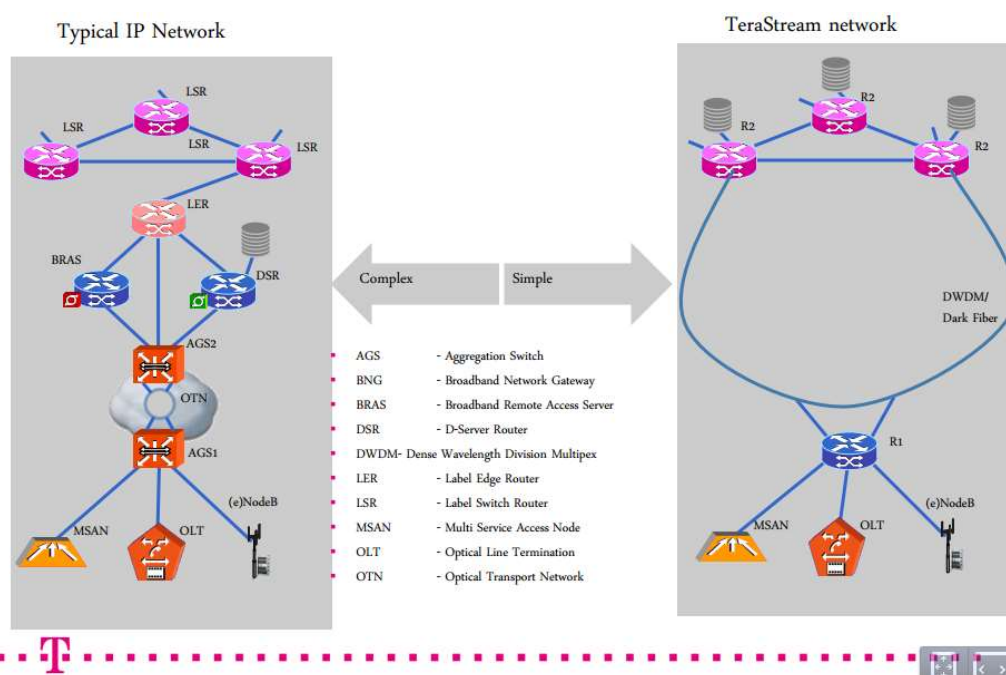 Typical IP Network
LSR
LSR
LSR
LSR
LER
BRAS
DSR
AGS2
OTN
AGS1
(e)NodeB
MSAN
OLT
Complex
Simple
AGS - Aggregation Switch
BNG - Broadband Network Gateway
BRAS - Broadband Remote Access Server
DSR - D-Server Router
DWDM- Dense Wavelength Division Multipex
LER - Label Edge Router
LSR - Label Switch Router
MSAN - Multi Service Access Node
OLT - Optical Line Termination
OTN - Optical Transport Network
TeraStream network
R2
R2
R2
DWDM/
Dark Fiber
R1
(e)NodeB
MSAN
OLT
T